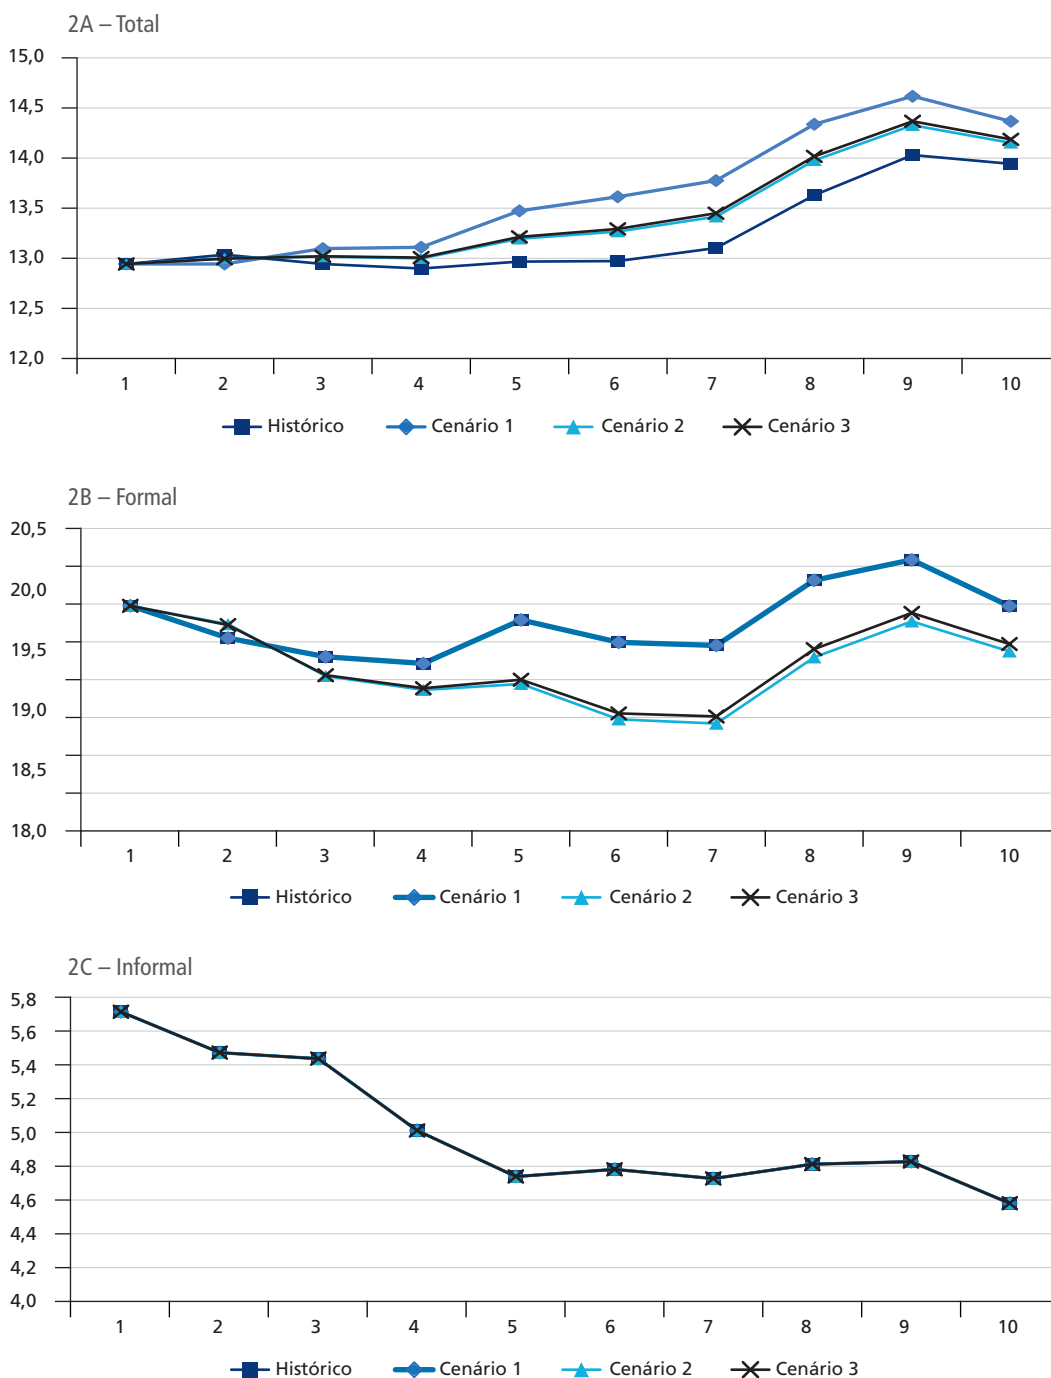 2A – Total
15,0
14,5
14,0
13,5
13,0
12,5
12,0
1 2 3 4 5 6 7 8 9 10
Histórico Cenário 1 Cenário 2 Cenário 3
2B – Formal
20,5
20,0
19,5
19,0
18,5
18,0
1 2 3 4 5 6 7 8 9 10
Histórico Cenário 1 Cenário 2 Cenário 3
2C – Informal
5,8
5,6
5,4
5,2
5,0
4,8
4,6
4,4
4,2
4,0
1 2 3 4 5 6 7 8 9 10
Histórico Cenário 1 Cenário 2 Cenário 3